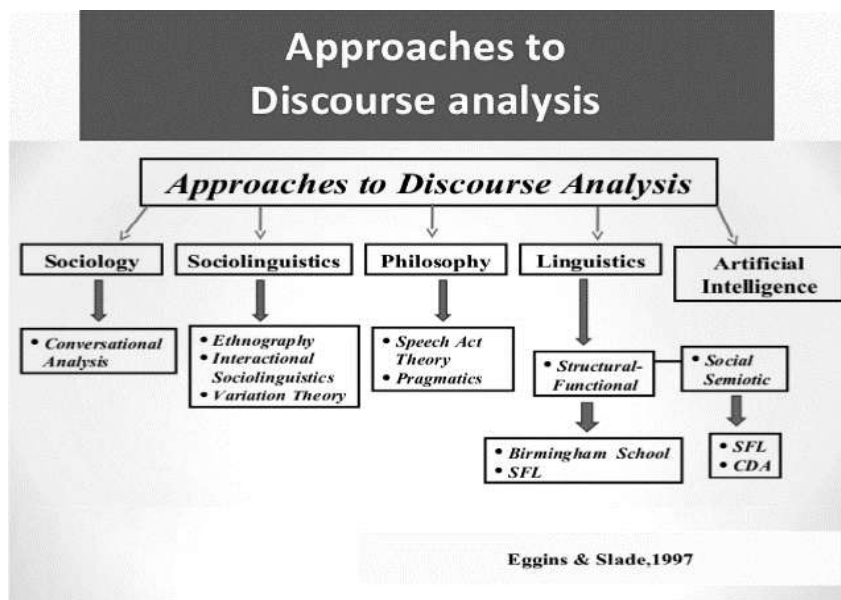 Approaches to
Discourse analysis
Approaches to Discourse Analysis
Sociology
Sociolinguistics
Philosophy
Linguistics
Artificial
Intelligence
• Conversational
Analysis
• Ethnography
• Interactional
Sociolinguistics
• Variation Theory
• Speech Act
Theory
• Pragmatics
• Structural-
Functional
• Social
Semiotic
• Birmingham School
• SFL
• SFL
• CDA
Eggins & Slade,1997